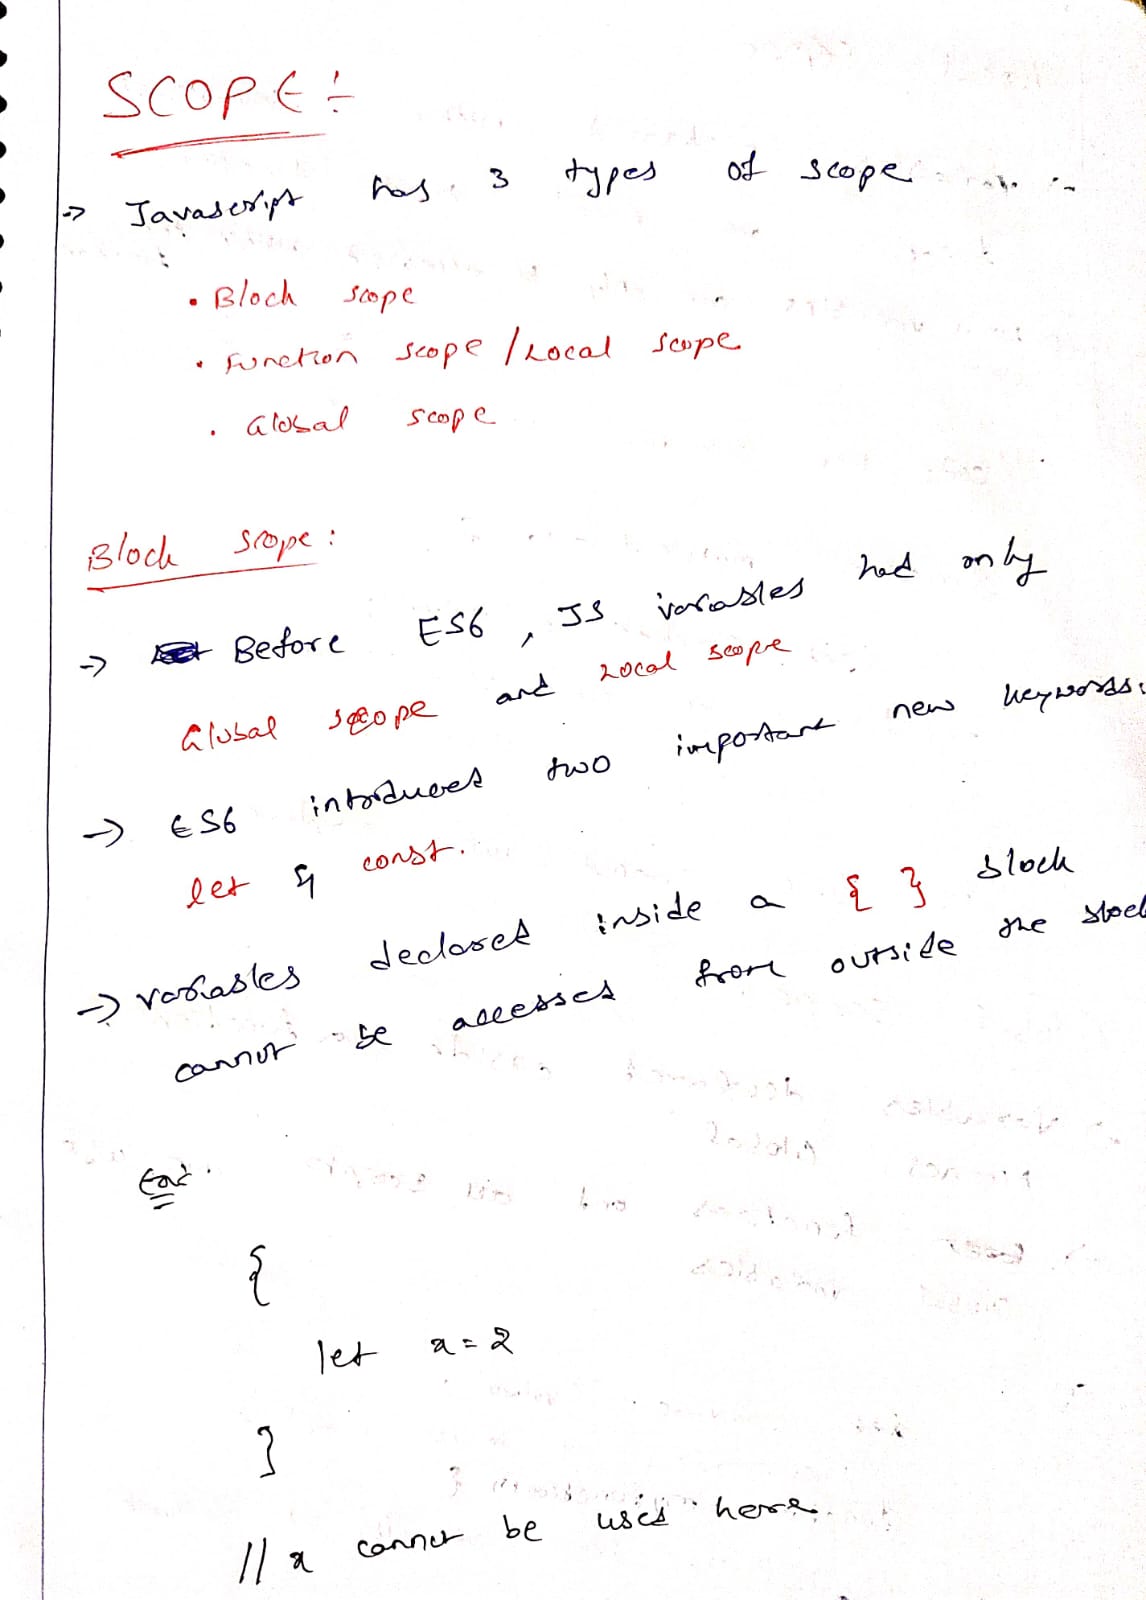 SCOPE :-
-> Javascript has 3 types of scope
• Block scope
• Function scope / Local scope
• Global scope
Block scope :
-> Before ES6 , JS variables had only
Global scope and Local scope
-> ES6 introduced two important new keywords.
let & const.
-> variables declared inside a { } block
cannot be accessed from outside the block
Ex:
{
let x = 2
}
// x cannot be used here.